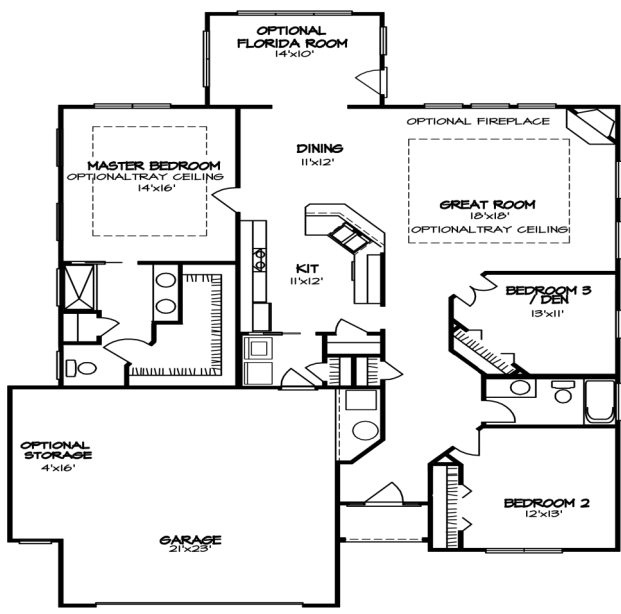 OPTIONAL
FLORIDA ROOM
14'x10'
OPTIONAL FIREPLACE
DINING
11'x12'
MASTER BEDROOM
OPTIONALTRAY CEILING
14'x16'
GREAT ROOM
18'x18'
OPTIONALTRAY CEILING
KIT
11'x12'
BEDROOM 3
/ DEN
13'x11'
OPTIONAL
STORAGE
4'x16'
BEDROOM 2
12'x13'
GARAGE
21'x23'